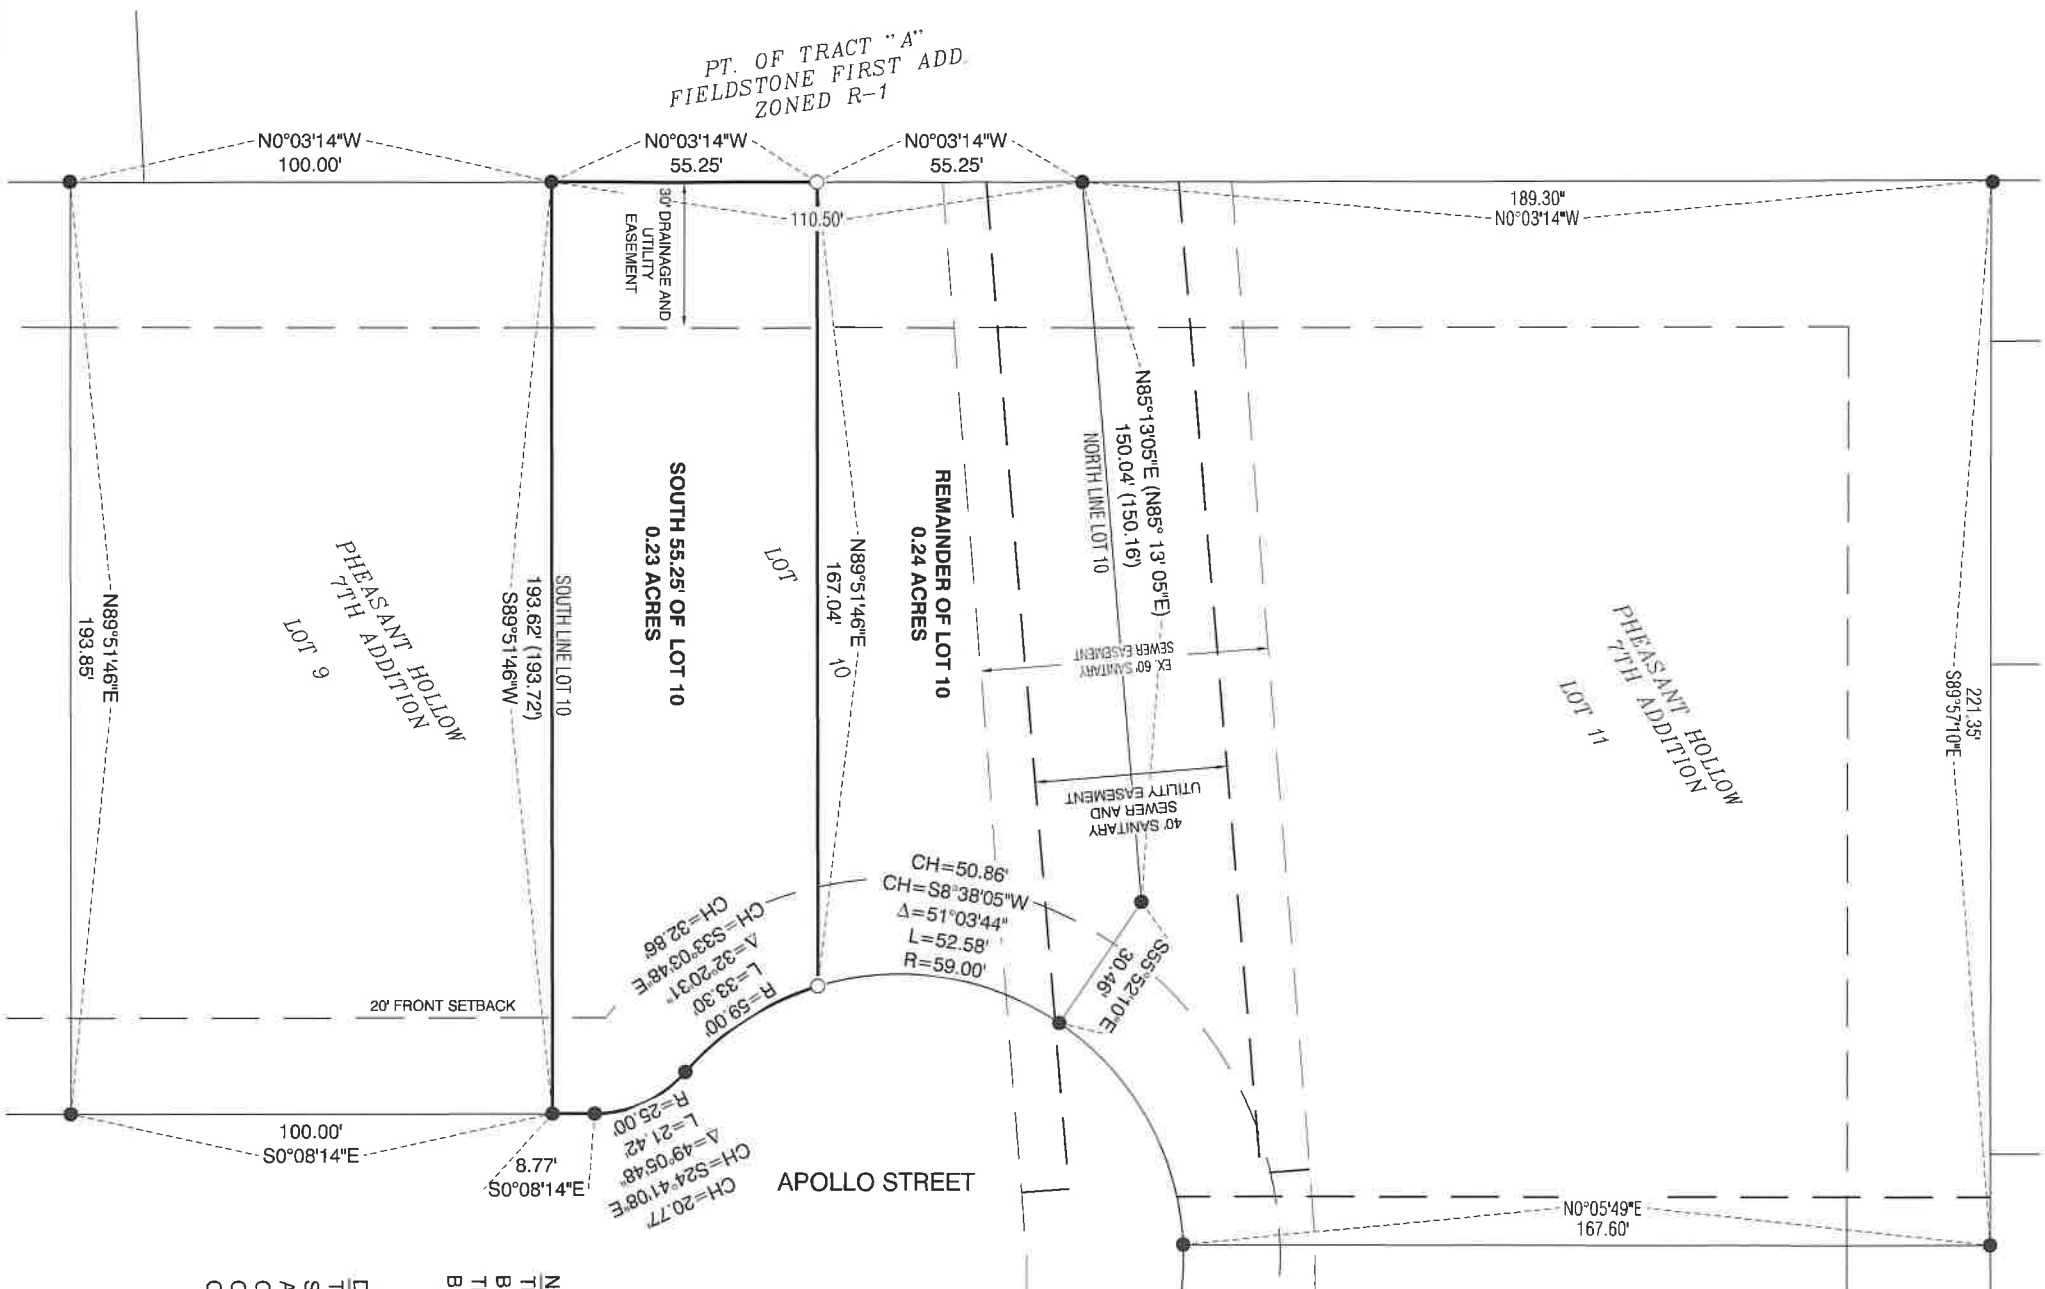 PT. OF TRACT "A"
FIELDSTONE FIRST ADD.
ZONED R-1
N0°03'14"W
100.00'
N0°03'14"W
55.25'
N0°03'14"W
55.25'
110.50'
189.30"
N0°03'14"W
30' DRAINAGE AND
UTILITY
EASEMENT
N89°51'46"E
193.85'
PHEASANT HOLLOW
7TH ADDITION
LOT 9
SOUTH LINE LOT 10
193.62' (193.72')
S89°51'46"W
SOUTH 55.25' OF LOT 10
0.23 ACRES
LOT
10
N89°51'46"E
167.04'
REMAINDER OF LOT 10
0.24 ACRES
N85°13'05"E (N85° 13' 05"E)
150.04' (150.16')
NORTH LINE LOT 10
EX. 60' SANITARY
SEWER EASEMENT
40' SANITARY
SEWER AND
UTILITY EASEMENT
PHEASANT HOLLOW
7TH ADDITION
LOT 11
221.35'
S89°57'10"E
CH=50.86'
CH=S8°38'05"W
Δ=51°03'44"
L=52.58'
R=59.00'
S55°52'10"E
30.46'
R=59.00'
L=33.30'
Δ=32°20'31"
CH=S33°03'48"E
CH=32.86'
20' FRONT SETBACK
100.00'
S0°08'14"E
8.77'
S0°08'14"E
R=25.00'
L=21.42'
Δ=49°05'48"
CH=S24°41'08"E
CH=20.77'
APOLLO STREET
N0°05'49"E
167.60'